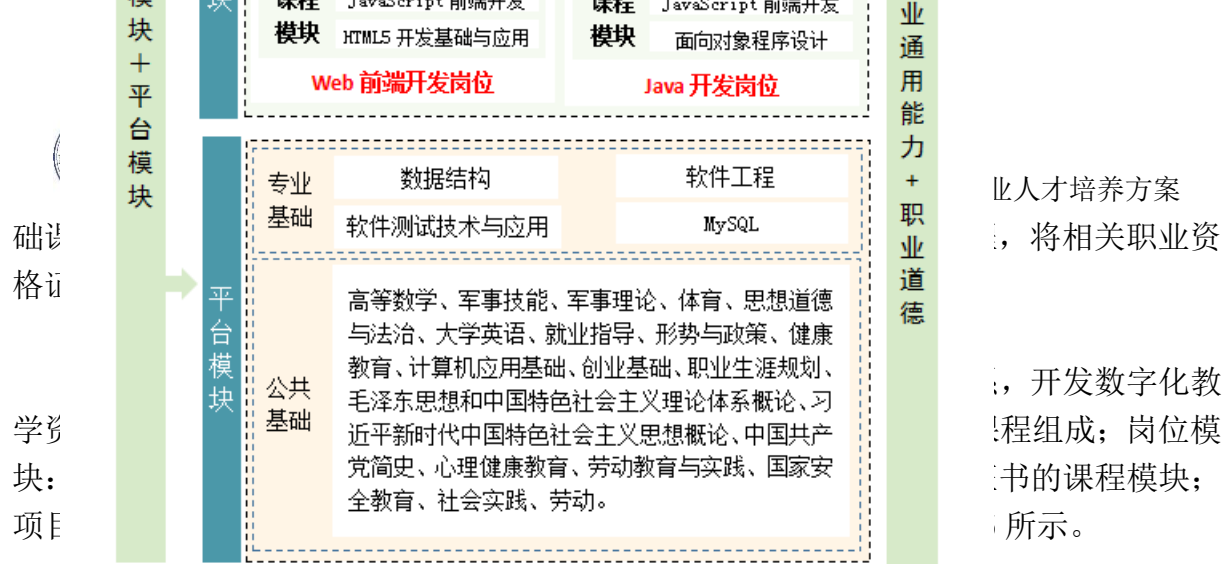 课程 JavaScript 前端开发 课程 JavaScript 前端开发
模块 HTML5 开发基础与应用 模块 面向对象程序设计
Web 前端开发岗位 Java 开发岗位
块+平台模块
业通用能力+职业道德
平台模块
专业基础
数据结构 软件工程
软件测试技术与应用 MySQL
公共基础
高等数学、军事技能、军事理论、体育、思想道德
与法治、大学英语、就业指导、形势与政策、健康
教育、计算机应用基础、创业基础、职业生涯规划、
毛泽东思想和中国特色社会主义理论体系概论、习
近平新时代中国特色社会主义思想概论、中国共产
党简史、心理健康教育、劳动教育与实践、国家安
全教育、社会实践、劳动。
业人才培养方案
础 ,将相关职业资
格
,开发数字化教
学 程组成；岗位模
块： 书的课程模块；
项 所示。